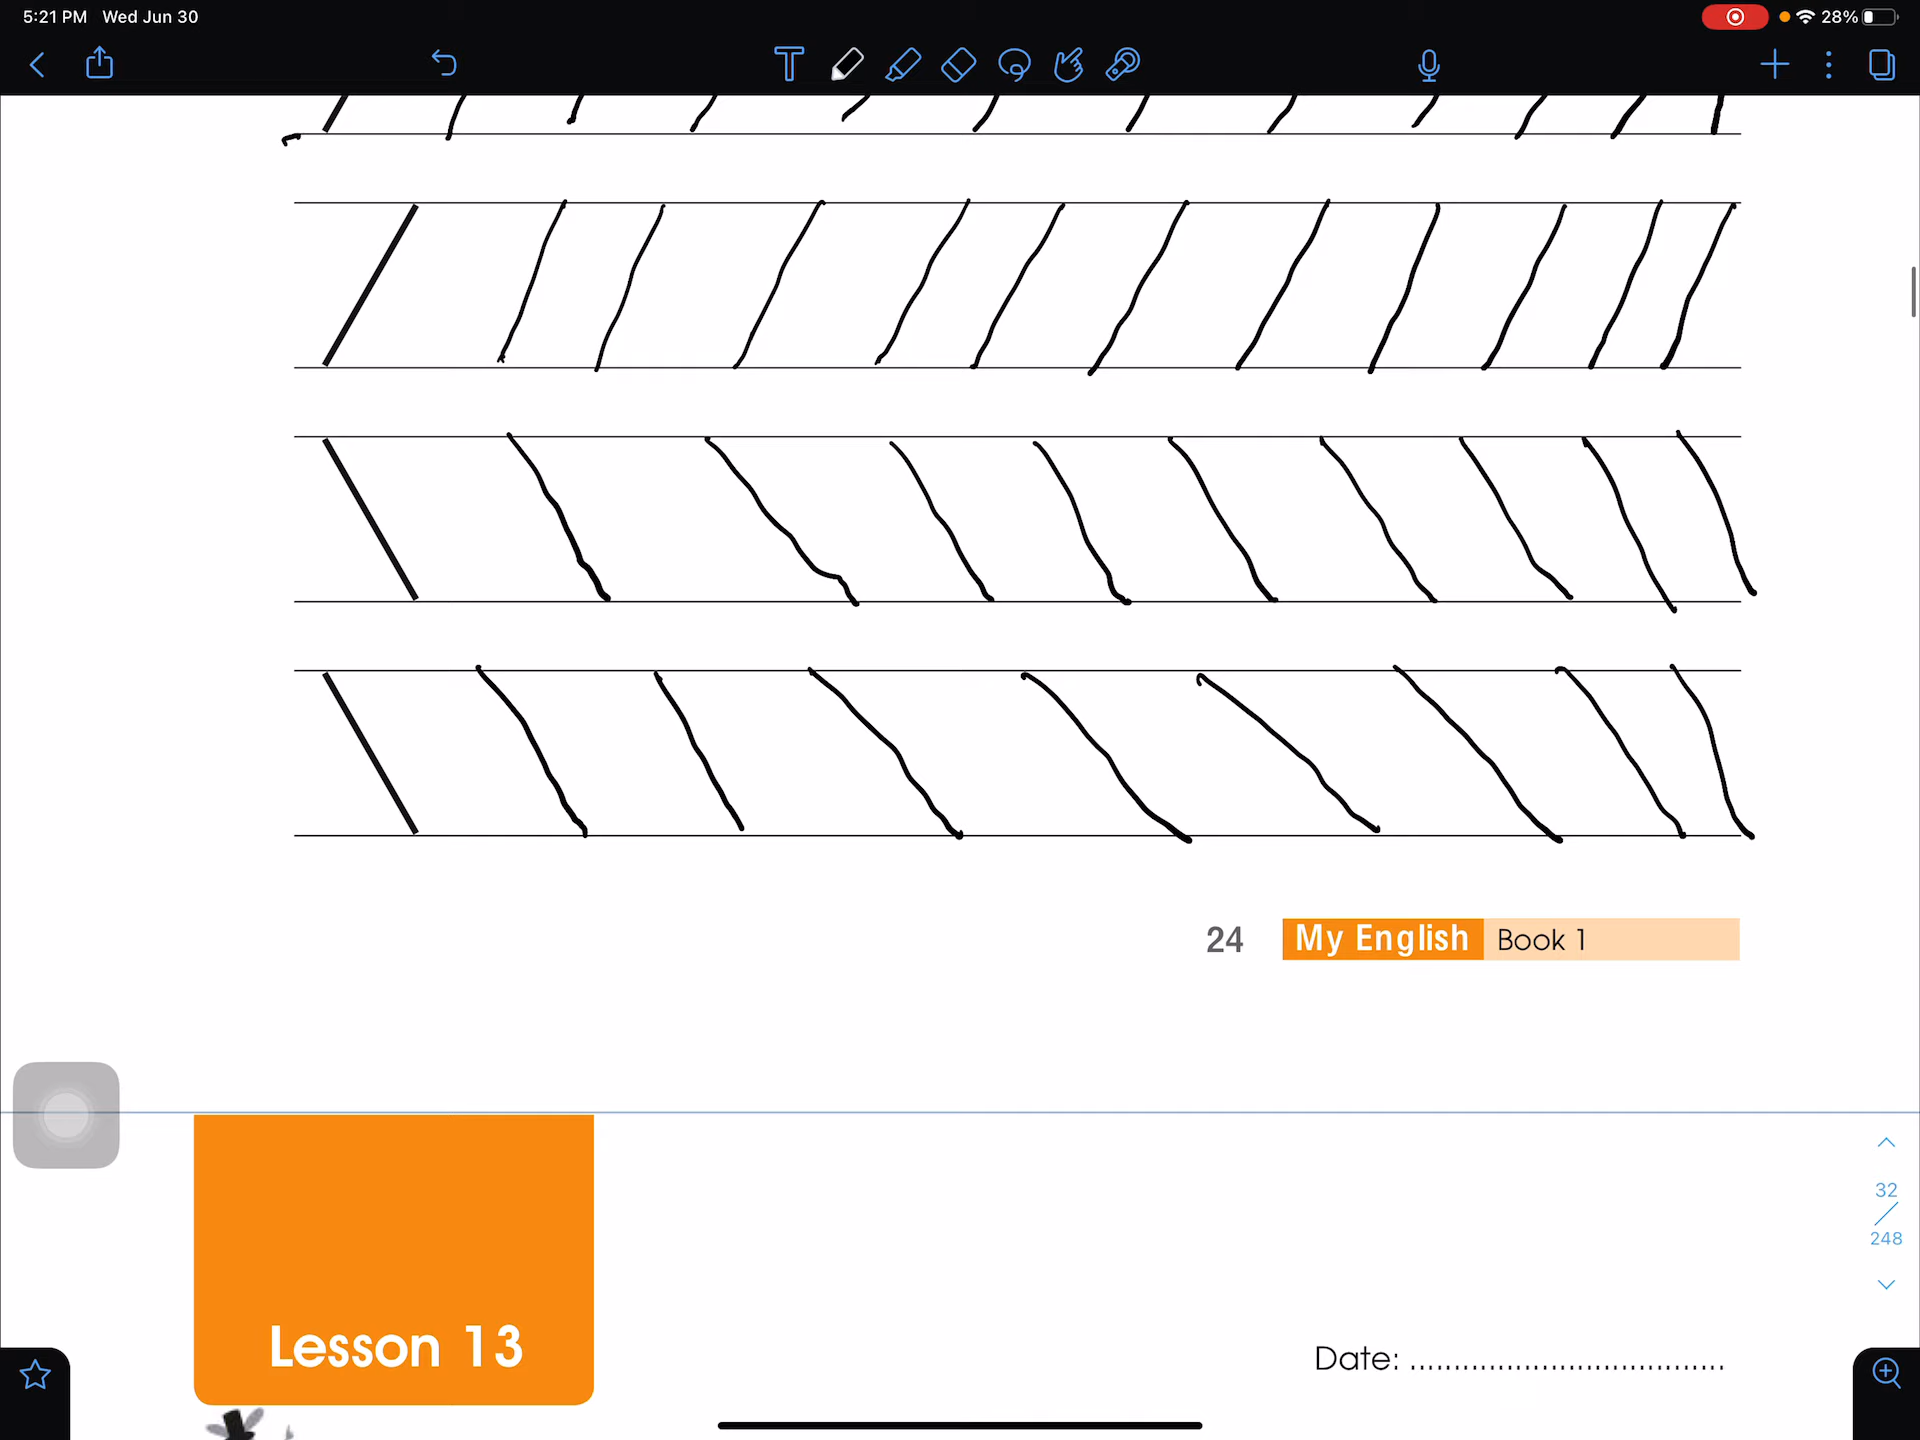 5:21 PM Wed Jun 30
28%
T
24 My English Book 1
32
/
248
Lesson 13
Date: ....................................